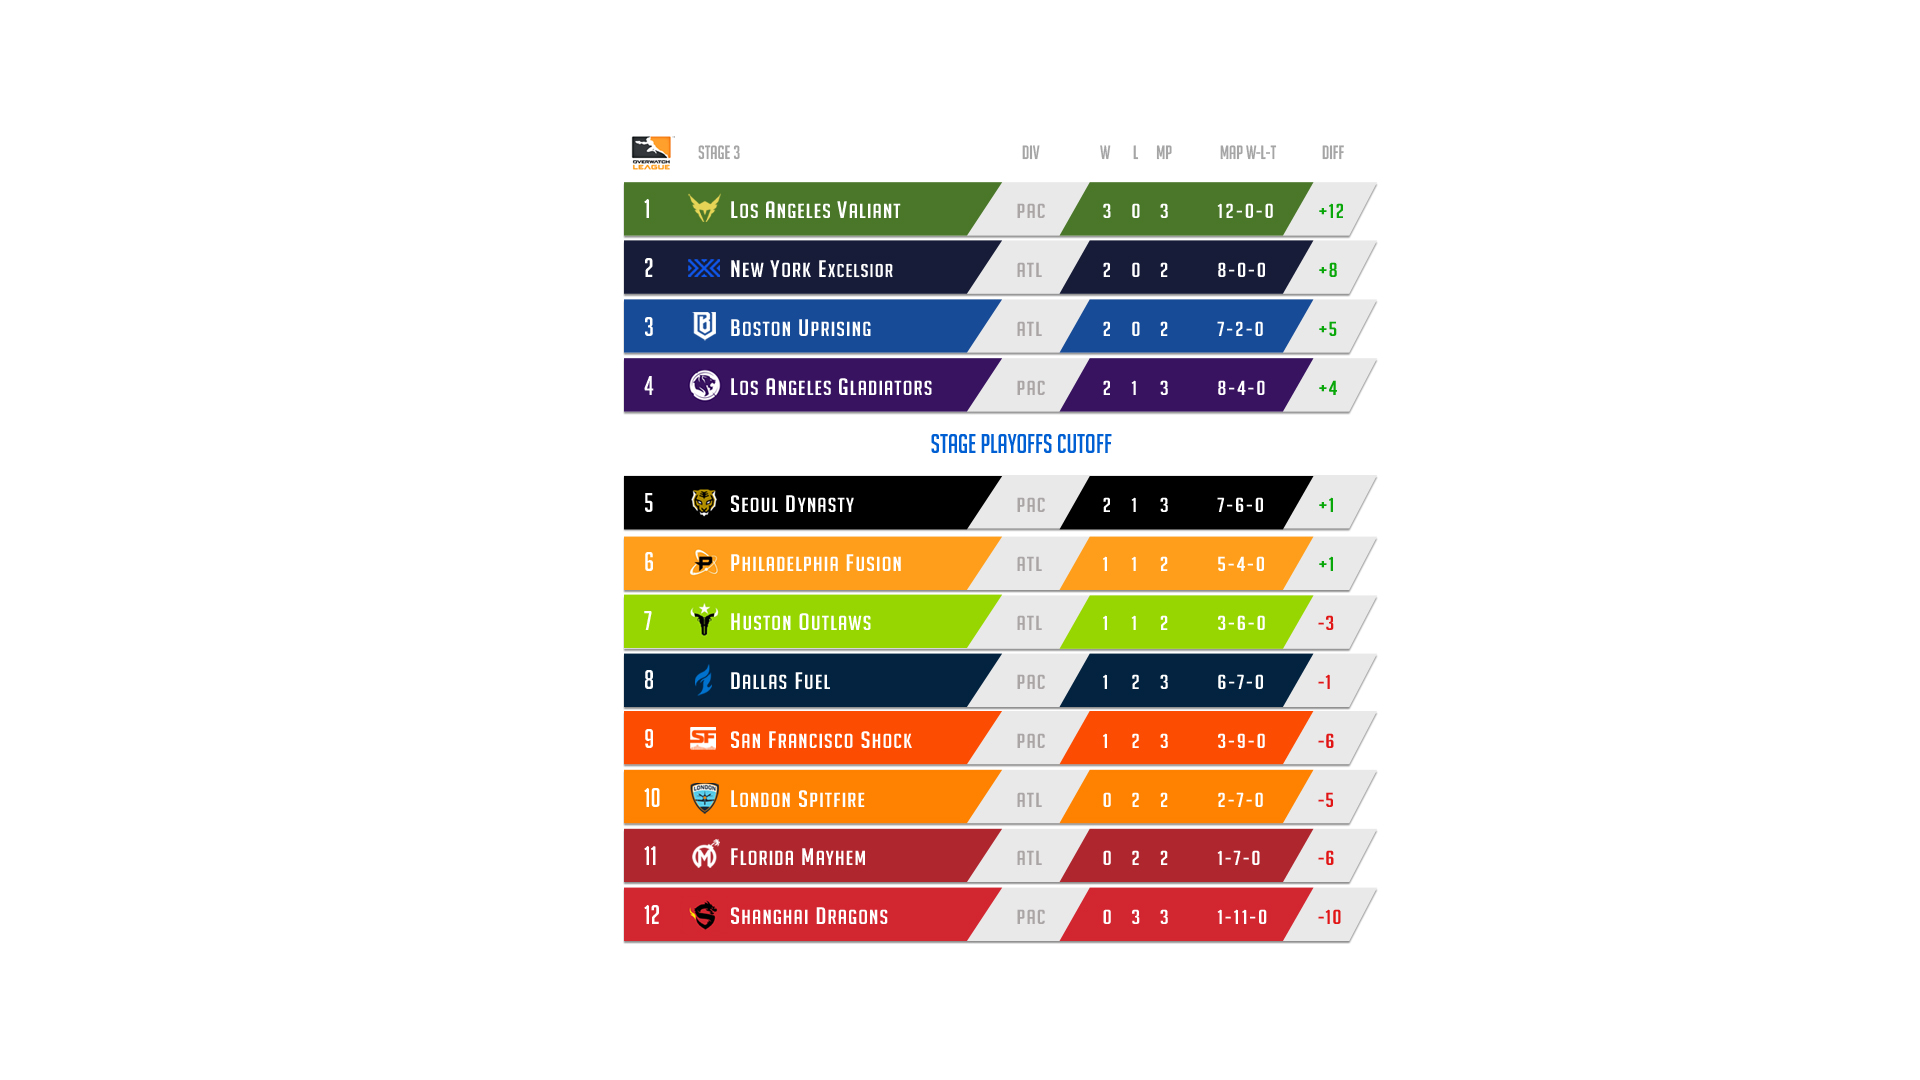 OVERWATCH
LEAGUE
STAGE 3 DIV W L MP MAP W-L-T DIFF
1 Los Angeles Valiant PAC 3 0 3 12-0-0 +12
2 New York Excelsior ATL 2 0 2 8-0-0 +8
3 Boston Uprising ATL 2 0 2 7-2-0 +5
4 Los Angeles Gladiators PAC 2 1 3 8-4-0 +4
STAGE PLAYOFFS CUTOFF
5 Seoul Dynasty PAC 2 1 3 7-6-0 +1
6 Philadelphia Fusion ATL 1 1 2 5-4-0 +1
7 Huston Outlaws ATL 1 1 2 3-6-0 -3
8 Dallas Fuel PAC 1 2 3 6-7-0 -1
9 SF San Francisco Shock PAC 1 2 3 3-9-0 -6
10 LONDON London Spitfire ATL 0 2 2 2-7-0 -5
11 Florida Mayhem ATL 0 2 2 1-7-0 -6
12 Shanghai Dragons PAC 0 3 3 1-11-0 -10